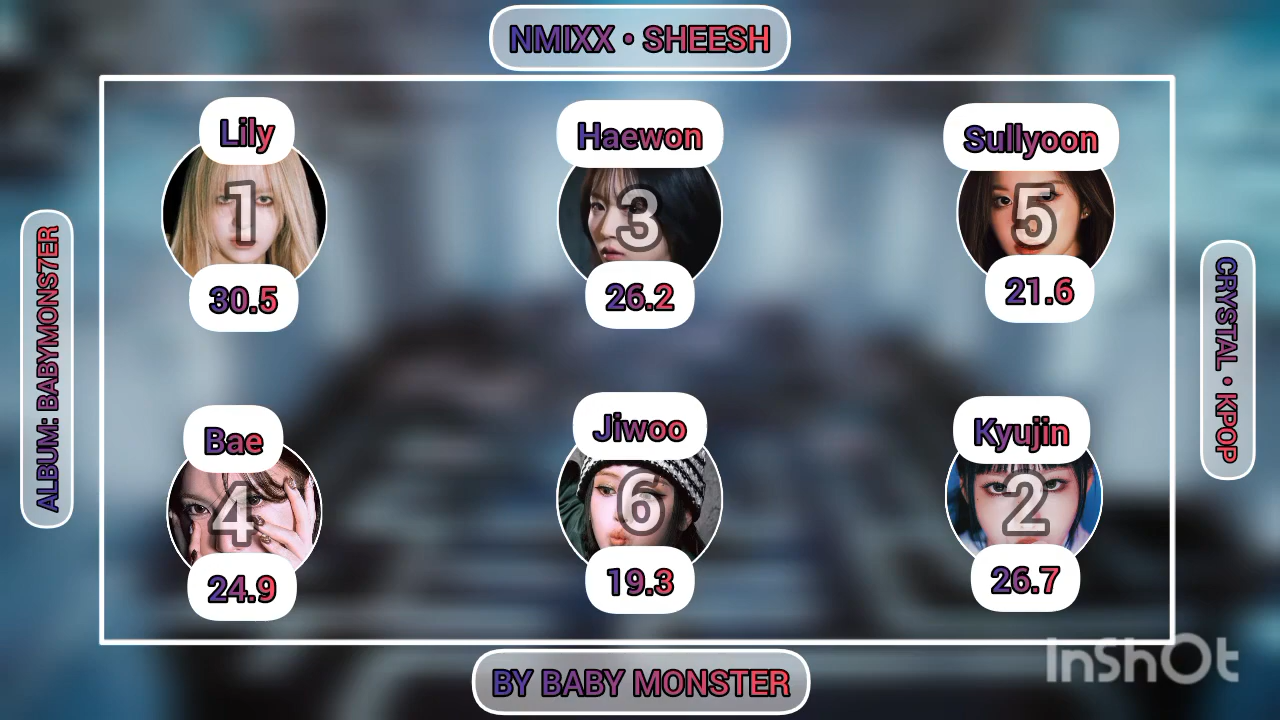 NMIXX • SHEESH
Lily
1
30.5
Haewon
3
26.2
Sullyoon
5
21.6
ALBUM: BABYMONS7ER
CRYSTAL • KPOP
Bae
4
24.9
Jiwoo
6
19.3
Kyujin
2
26.7
BY BABY MONSTER
InShOt